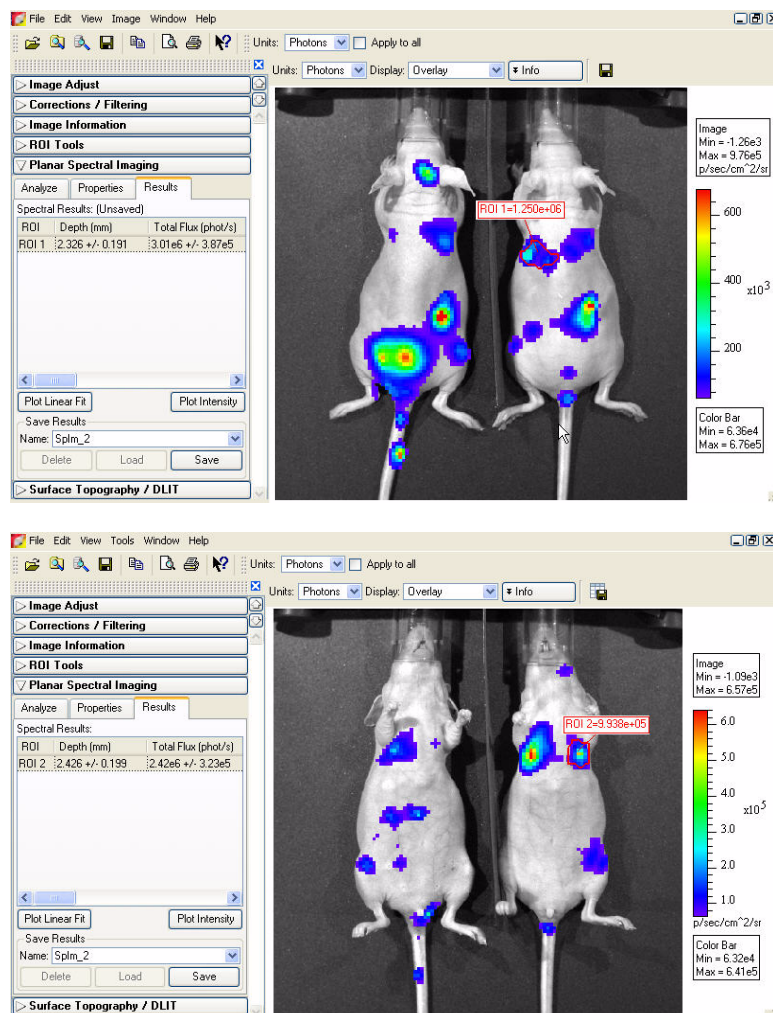 File Edit View Image Window Help
Units: Photons Apply to all
Units: Photons Display: Overlay Info
Image Adjust
Corrections / Filtering
Image Information
ROI Tools
Planar Spectral Imaging
Analyze Properties Results
Spectral Results: (Unsaved)
ROI Depth (mm) Total Flux (phot/s)
ROI 1 2.326 +/- 0.191 3.01e6 +/- 3.87e5
Plot Linear Fit Plot Intensity
Save Results
Name: SpIm_2
Delete Load Save
Surface Topography / DLIT
ROI 1=1.250e+06
Image
Min = -1.26e3
Max = 9.76e5
p/sec/cm^2/sr
600
400
x10^3
200
Color Bar
Min = 6.36e4
Max = 6.76e5
File Edit View Tools Window Help
Units: Photons Apply to all
Units: Photons Display: Overlay Info
Image Adjust
Corrections / Filtering
Image Information
ROI Tools
Planar Spectral Imaging
Analyze Properties Results
Spectral Results:
ROI Depth (mm) Total Flux (phot/s)
ROI 2 2.426 +/- 0.199 2.42e6 +/- 3.23e5
Plot Linear Fit Plot Intensity
Save Results
Name: SpIm_2
Delete Load Save
Surface Topography / DLIT
ROI 2=9.938e+05
Image
Min = -1.09e3
Max = 6.57e5
6.0
5.0
4.0
x10^5
3.0
2.0
1.0
p/sec/cm^2/sr
Color Bar
Min = 6.32e4
Max = 6.41e5